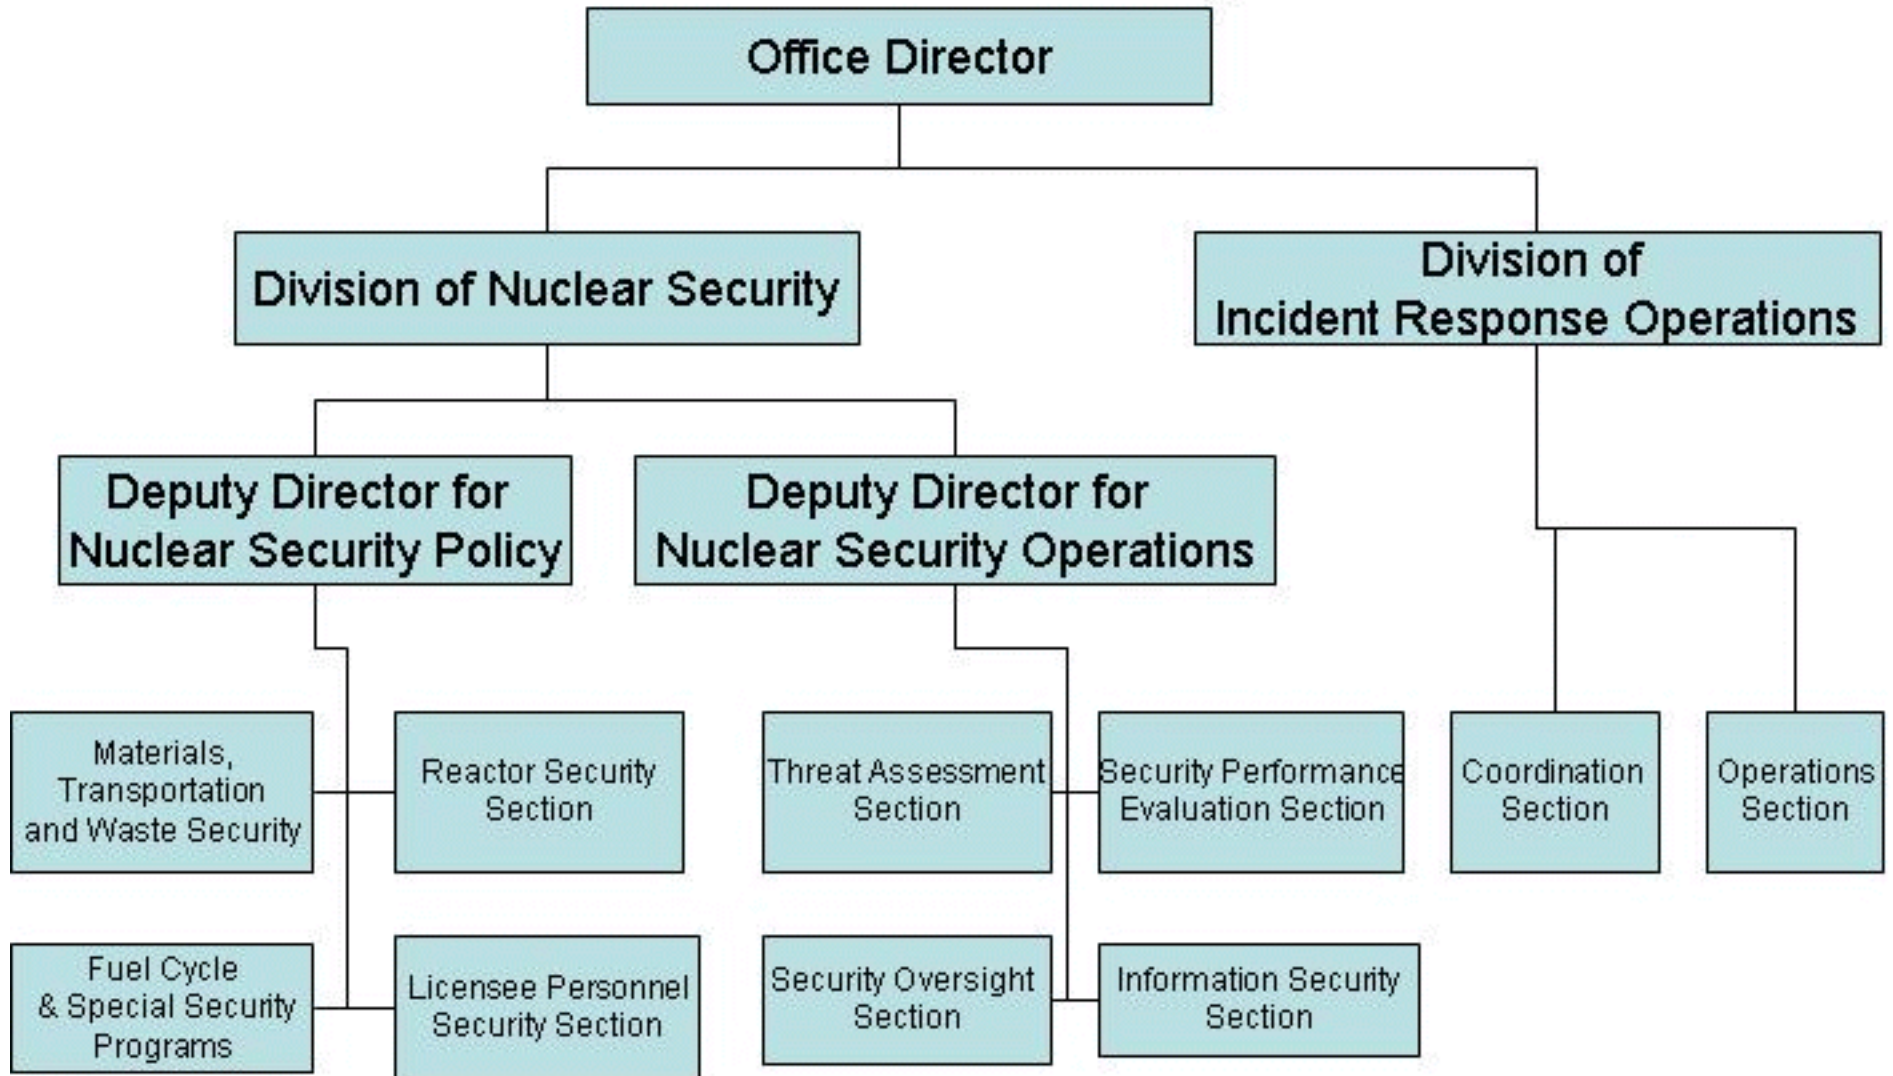 Office Director
Division of Nuclear Security
Division of
Incident Response Operations
Deputy Director for
Nuclear Security Policy
Deputy Director for
Nuclear Security Operations
Materials,
Transportation
and Waste Security
Reactor Security
Section
Threat Assessment
Section
Security Performance
Evaluation Section
Coordination
Section
Operations
Section
Fuel Cycle
& Special Security
Programs
Licensee Personnel
Security Section
Security Oversight
Section
Information Security
Section